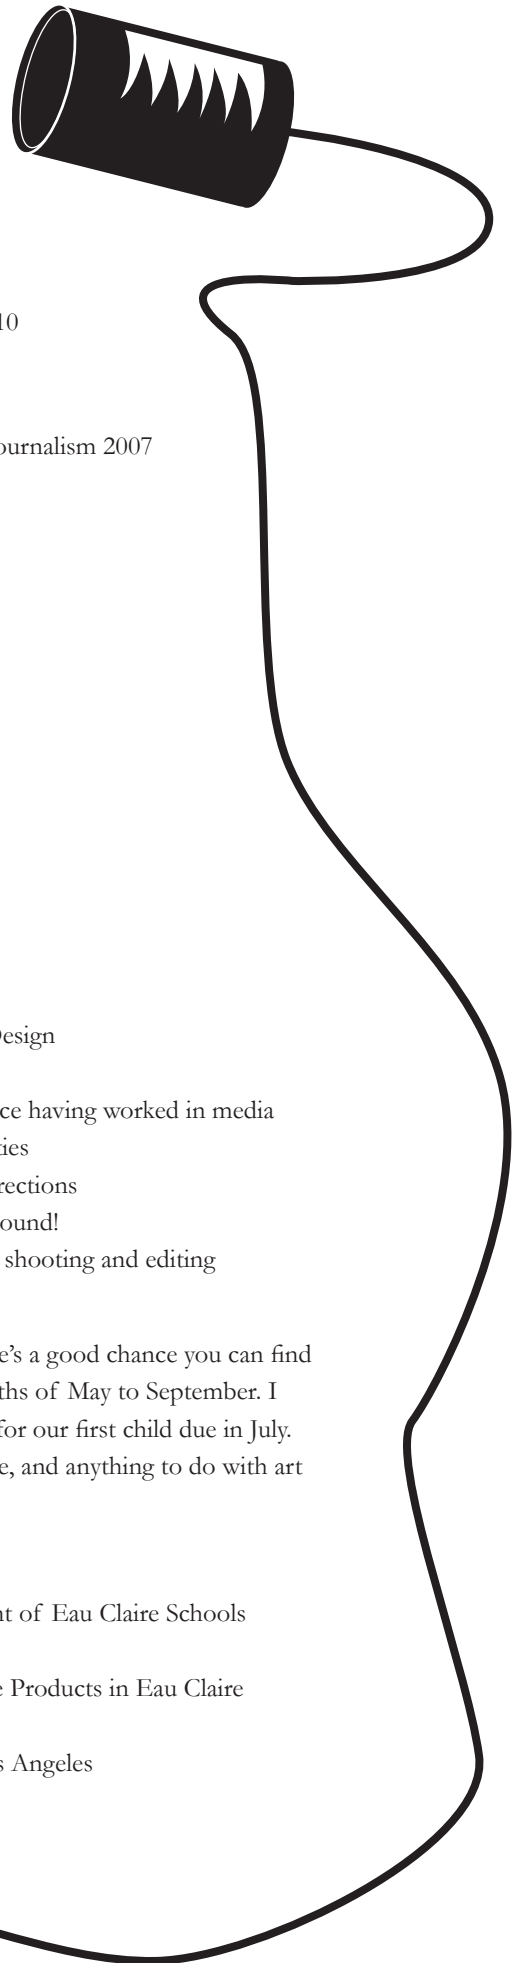 10
ournalism 2007
Design
ce having worked in media
ties
rections
ound!
shooting and editing
e’s a good chance you can find
ths of May to September. I
for our first child due in July.
e, and anything to do with art
nt of Eau Claire Schools
e Products in Eau Claire
s Angeles